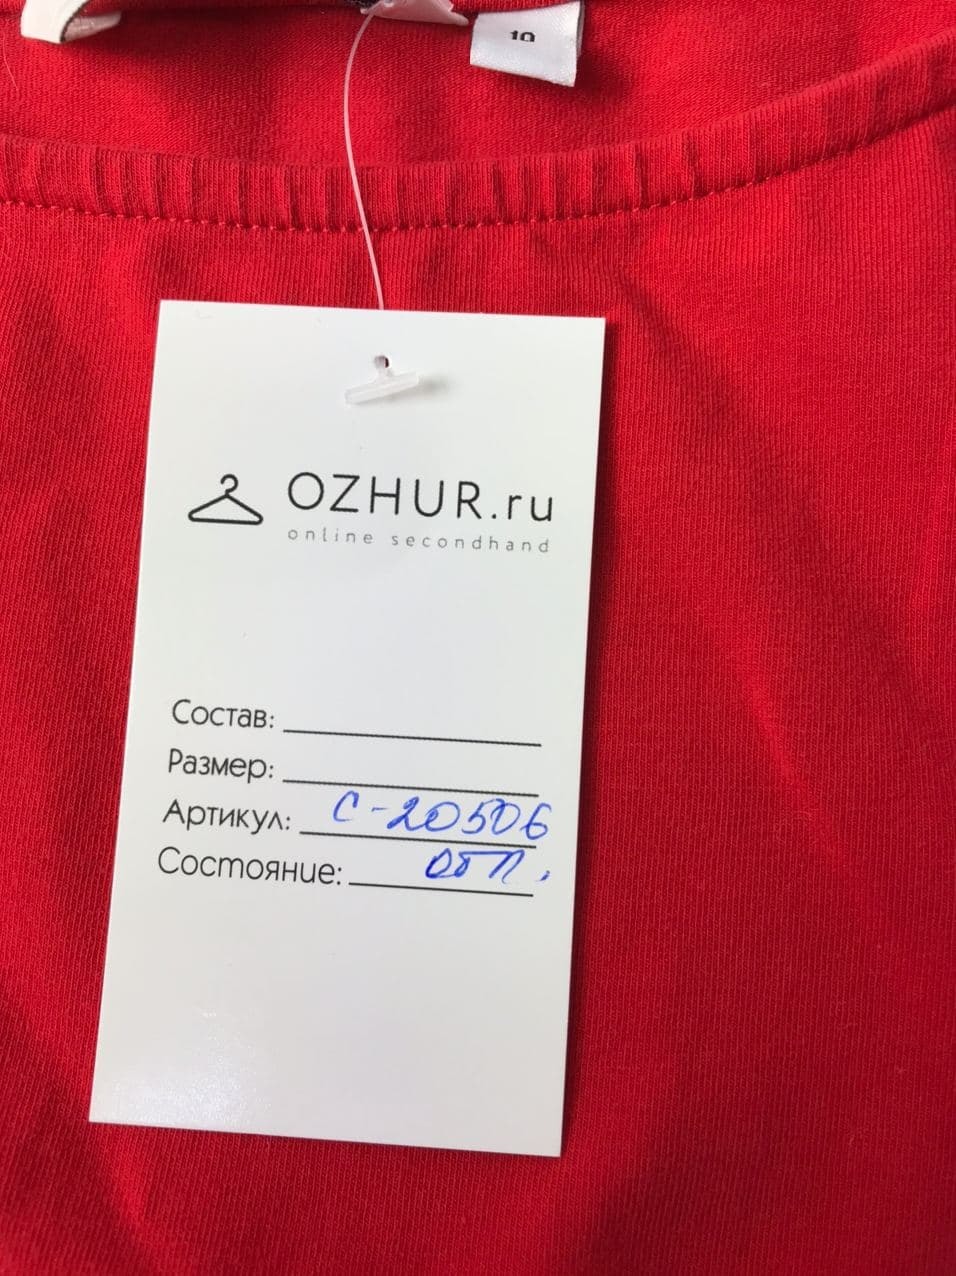 10
OZHUR.ru
online secondhand
Состав:
Размер:
Артикул: С-20506
Состояние: отл.